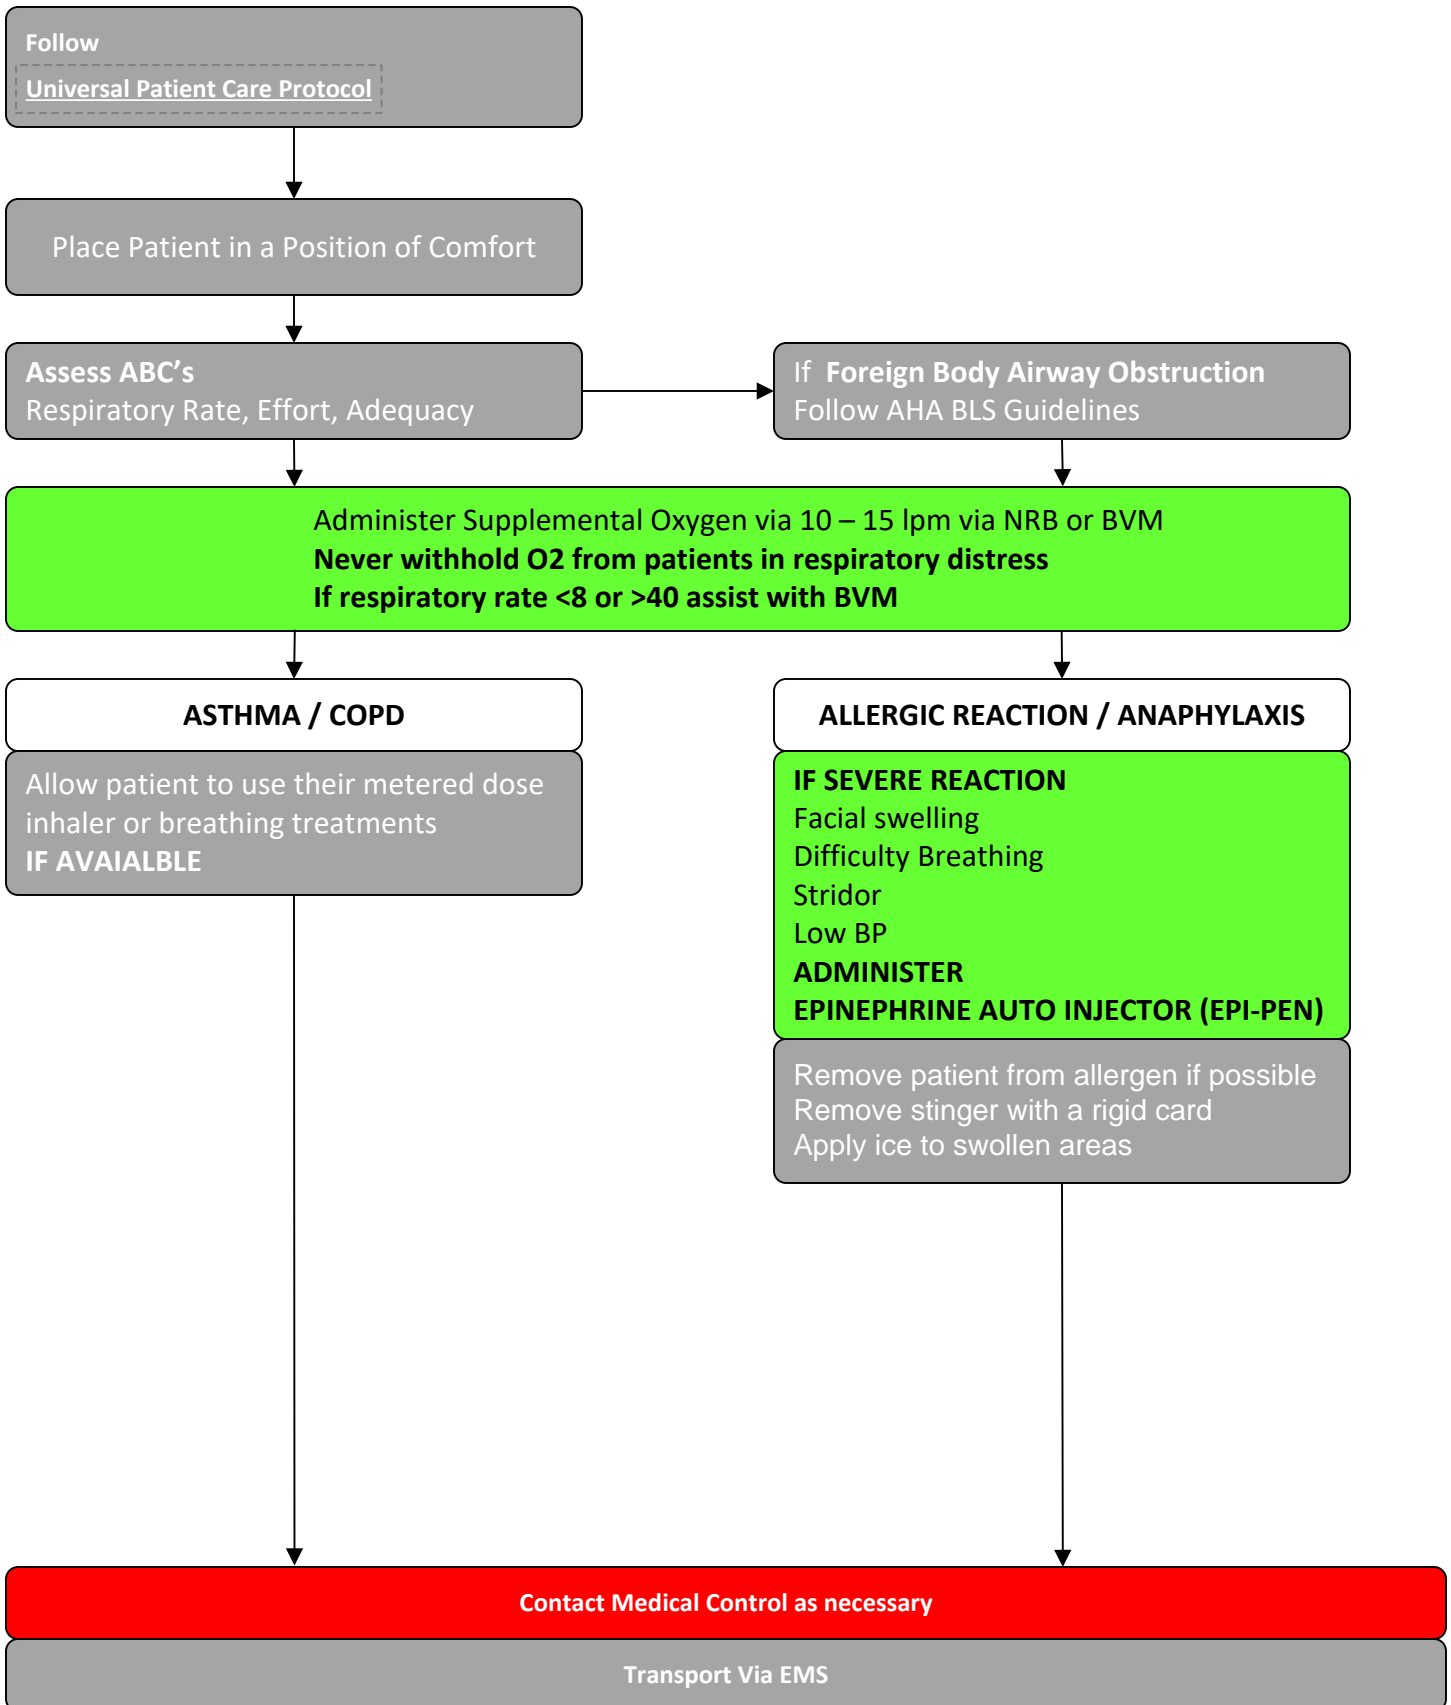 Follow
Universal Patient Care Protocol
Place Patient in a Position of Comfort
Assess ABC’s
Respiratory Rate, Effort, Adequacy
If Foreign Body Airway Obstruction
Follow AHA BLS Guidelines
Administer Supplemental Oxygen via 10 – 15 lpm via NRB or BVM
Never withhold O2 from patients in respiratory distress
If respiratory rate <8 or >40 assist with BVM
ASTHMA / COPD
Allow patient to use their metered dose
inhaler or breathing treatments
IF AVAIALBLE
ALLERGIC REACTION / ANAPHYLAXIS
IF SEVERE REACTION
Facial swelling
Difficulty Breathing
Stridor
Low BP
ADMINISTER
EPINEPHRINE AUTO INJECTOR (EPI-PEN)
Remove patient from allergen if possible
Remove stinger with a rigid card
Apply ice to swollen areas
Contact Medical Control as necessary
Transport Via EMS